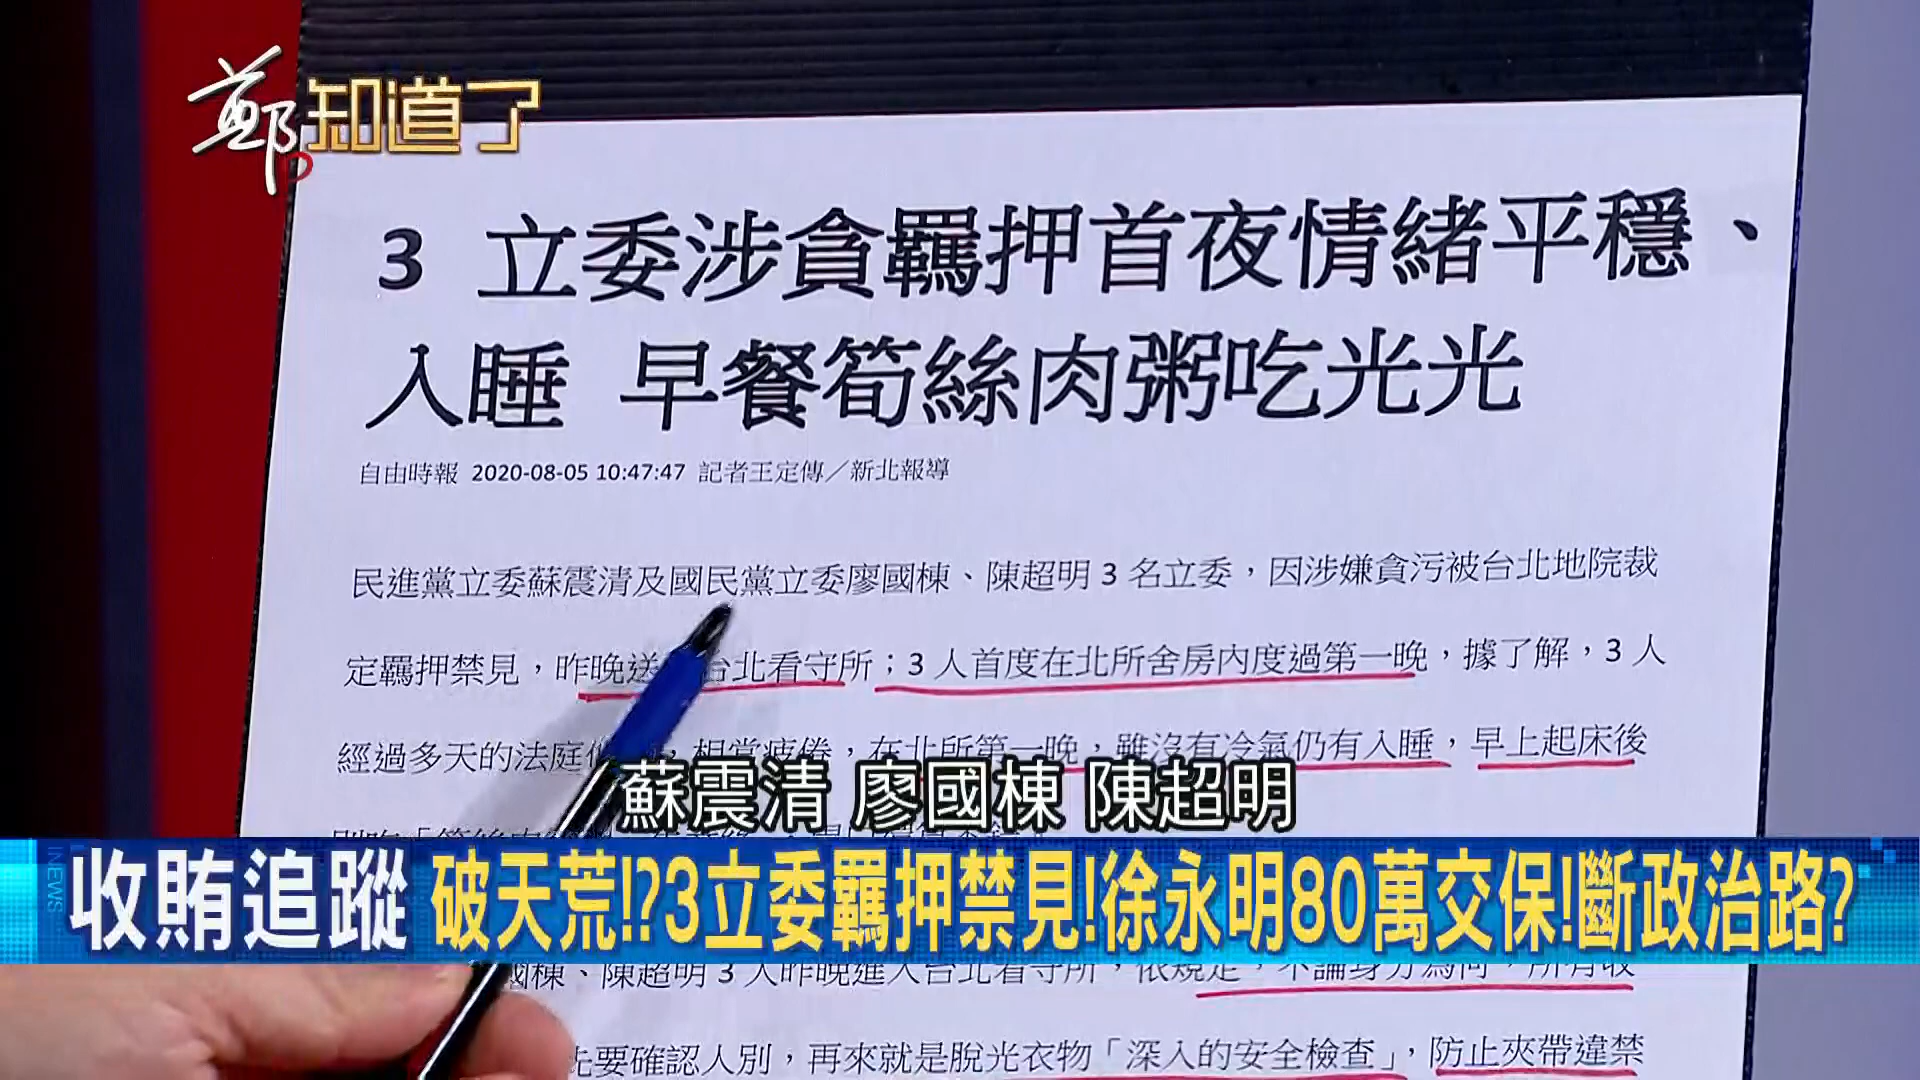 鄭知道了
3 立委涉貪羈押首夜情緒平穩、
入睡 早餐筍絲肉粥吃光光
自由時報 2020-08-05 10:47:47 記者王定傳／新北報導
民進黨立委蘇震清及國民黨立委廖國棟、陳超明 3 名立委，因涉嫌貪污被台北地院裁
定羈押禁見，昨晚送 台北看守所；3 人首度在北所舍房內度過第一晚，據了解，3 人
經過多天的法庭 ，相當疲倦，在北所第一晚，雖沒有冷氣仍有入睡，早上起床後
蘇震清 廖國棟 陳超明
INEWS
收賄追蹤 破天荒!?3立委羈押禁見!徐永明80萬交保!斷政治路?
國棟、陳超明 3 人昨晚進入台北看守所，依規定，不論身分為何，所有收
先要確認人別，再來就是脫光衣物「深入的安全檢查」，防止夾帶違禁